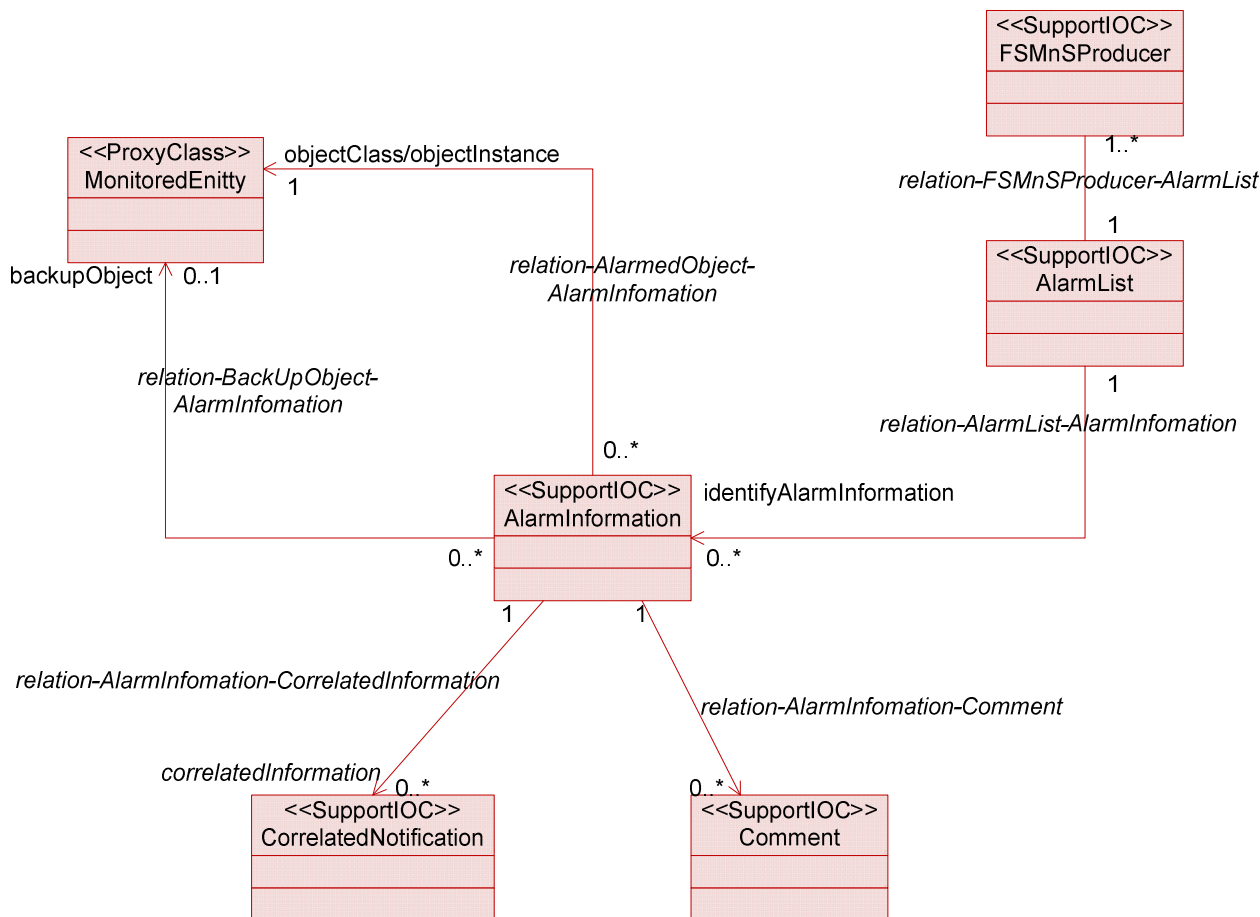 <<SupportIOC>>
FSMnSProducer
1..*
relation-FSMnSProducer-AlarmList
1
<<SupportIOC>>
AlarmList
1
relation-AlarmList-AlarmInfomation
<<ProxyClass>>
MonitoredEnitty
objectClass/objectInstance
1
backupObject
0..1
relation-AlarmedObject-
AlarmInfomation
relation-BackUpObject-
AlarmInfomation
0..*
<<SupportIOC>>
AlarmInformation
identifyAlarmInformation
0..*
0..*
1
1
relation-AlarmInfomation-CorrelatedInformation
relation-AlarmInfomation-Comment
correlatedInformation
0..*
0..*
<<SupportIOC>>
CorrelatedNotification
<<SupportIOC>>
Comment